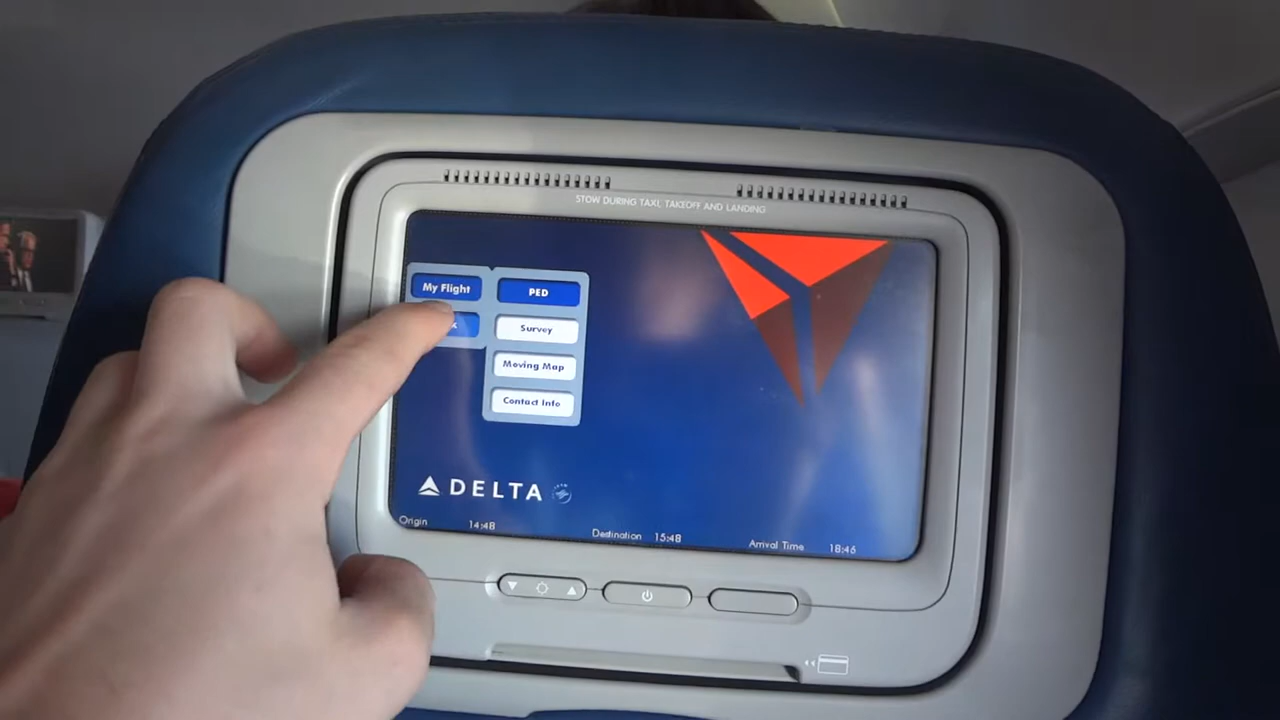 STOW DURING TAXI, TAKEOFF AND LANDING
My Flight
PED
Survey
Moving Map
Contact Info
DELTA
Origin 14:48
Destination 15:48
Arrival Time 18:46